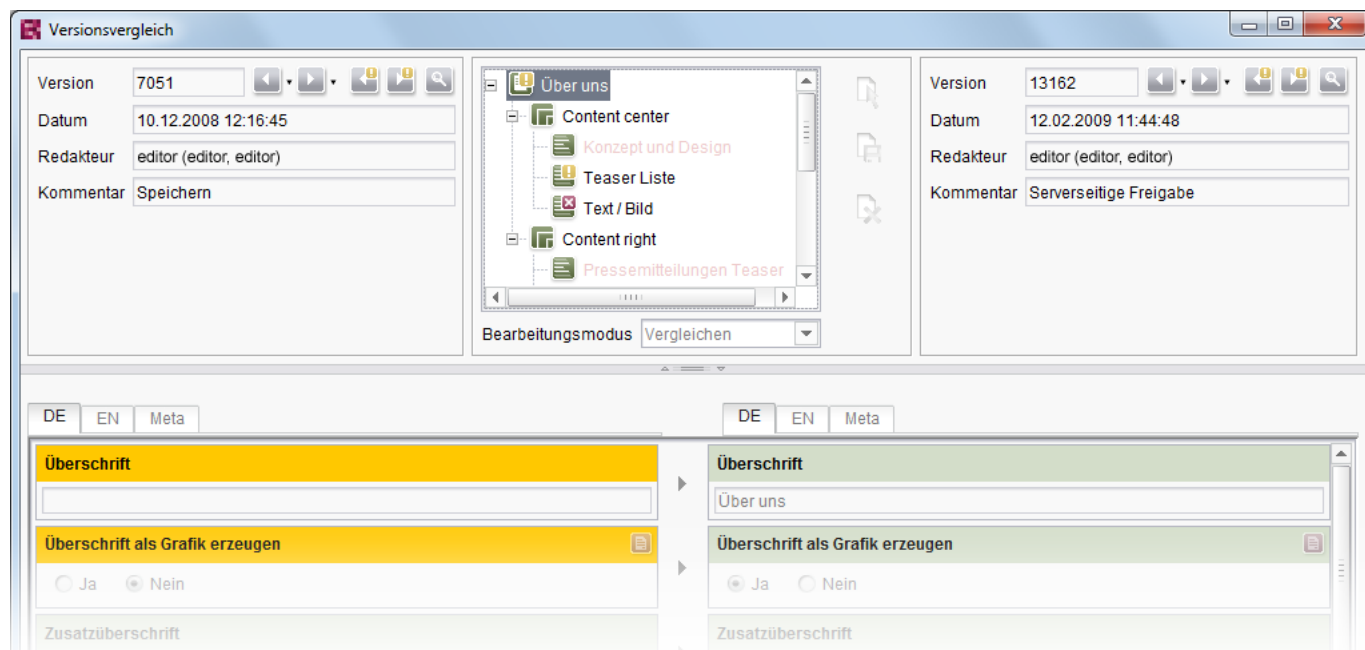 Versionsvergleich
Version 7051
Datum 10.12.2008 12:16:45
Redakteur editor (editor, editor)
Kommentar Speichern
Über uns
Content center
Konzept und Design
Teaser Liste
Text / Bild
Content right
Pressemitteilungen Teaser
Bearbeitungsmodus Vergleichen
Version 13162
Datum 12.02.2009 11:44:48
Redakteur editor (editor, editor)
Kommentar Serverseitige Freigabe
DE EN Meta
DE EN Meta
Überschrift
Überschrift
Über uns
Überschrift als Grafik erzeugen
Ja Nein
Überschrift als Grafik erzeugen
Ja Nein
Zusatzüberschrift
Zusatzüberschrift